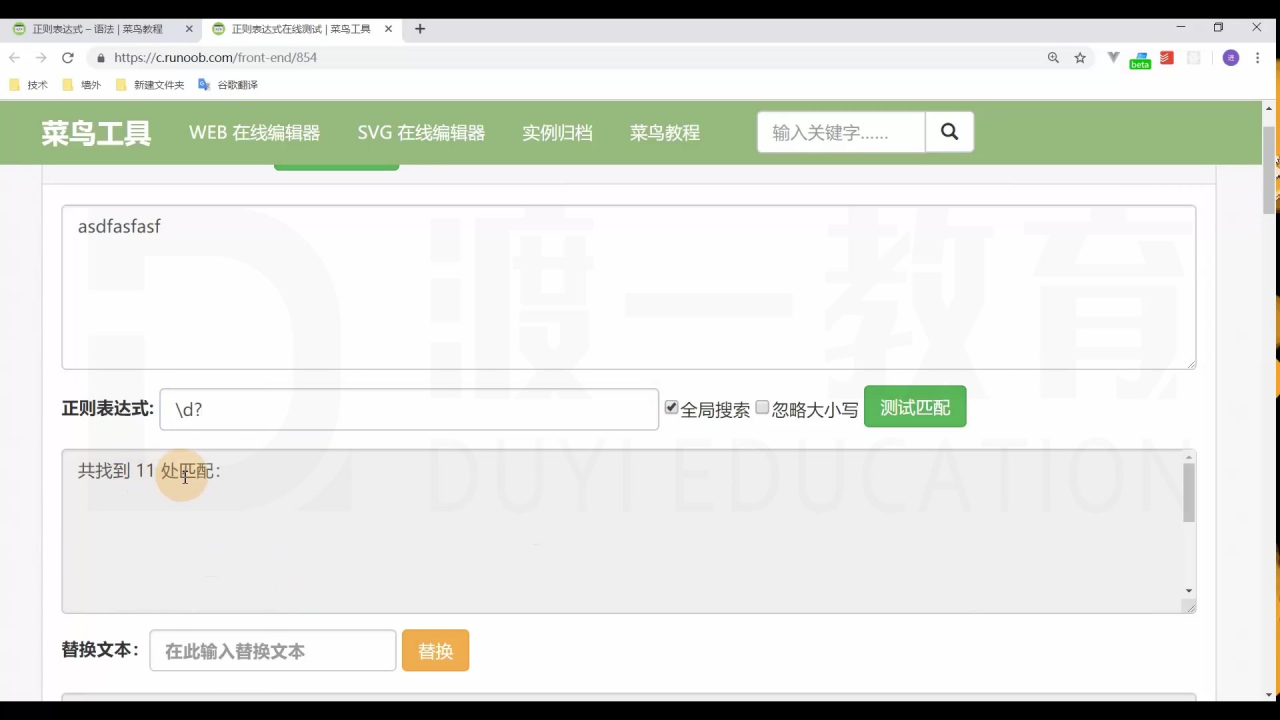 正则表达式 – 语法 | 菜鸟教程
正则表达式在线测试 | 菜鸟工具
https://c.runoob.com/front-end/854
beta
进
技术
墙外
新建文件夹
谷歌翻译
菜鸟工具
WEB 在线编辑器
SVG 在线编辑器
实例归档
菜鸟教程
输入关键字......
asdfasfasf
渡一教育
正则表达式:
\d?
全局搜索
忽略大小写
测试匹配
DUYI EDUCATION
共找到 11 处匹配:
替换文本:
在此输入替换文本
替换